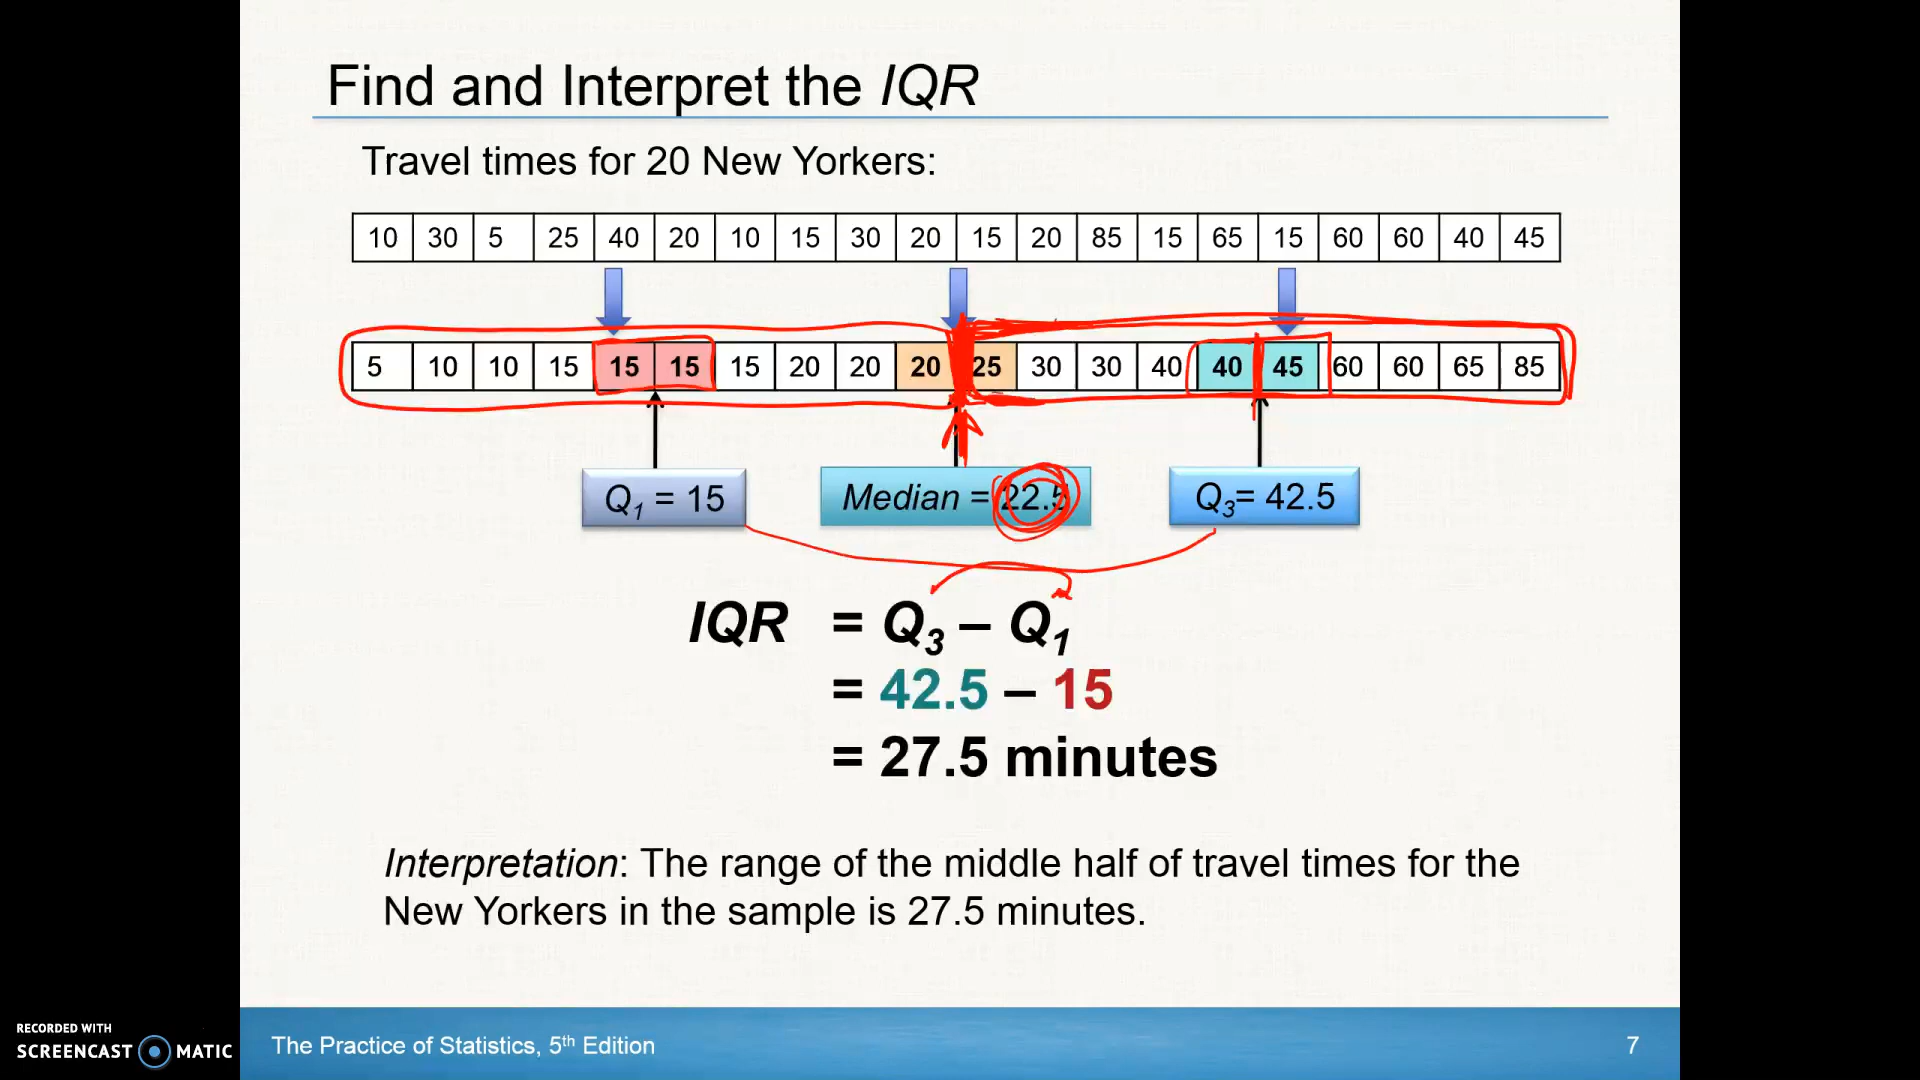 Find and Interpret the IQR
Travel times for 20 New Yorkers:
10 30 5 25 40 20 10 15 30 20 15 20 85 15 65 15 60 60 40 45
5 10 10 15 15 15 15 20 20 20 25 30 30 40 40 45 60 60 65 85
Q1 = 15
Median = 22.5
Q3= 42.5
IQR = Q3 – Q1
= 42.5 – 15
= 27.5 minutes
Interpretation: The range of the middle half of travel times for the
New Yorkers in the sample is 27.5 minutes.
RECORDED WITH
SCREENCAST MATIC
The Practice of Statistics, 5th Edition
7